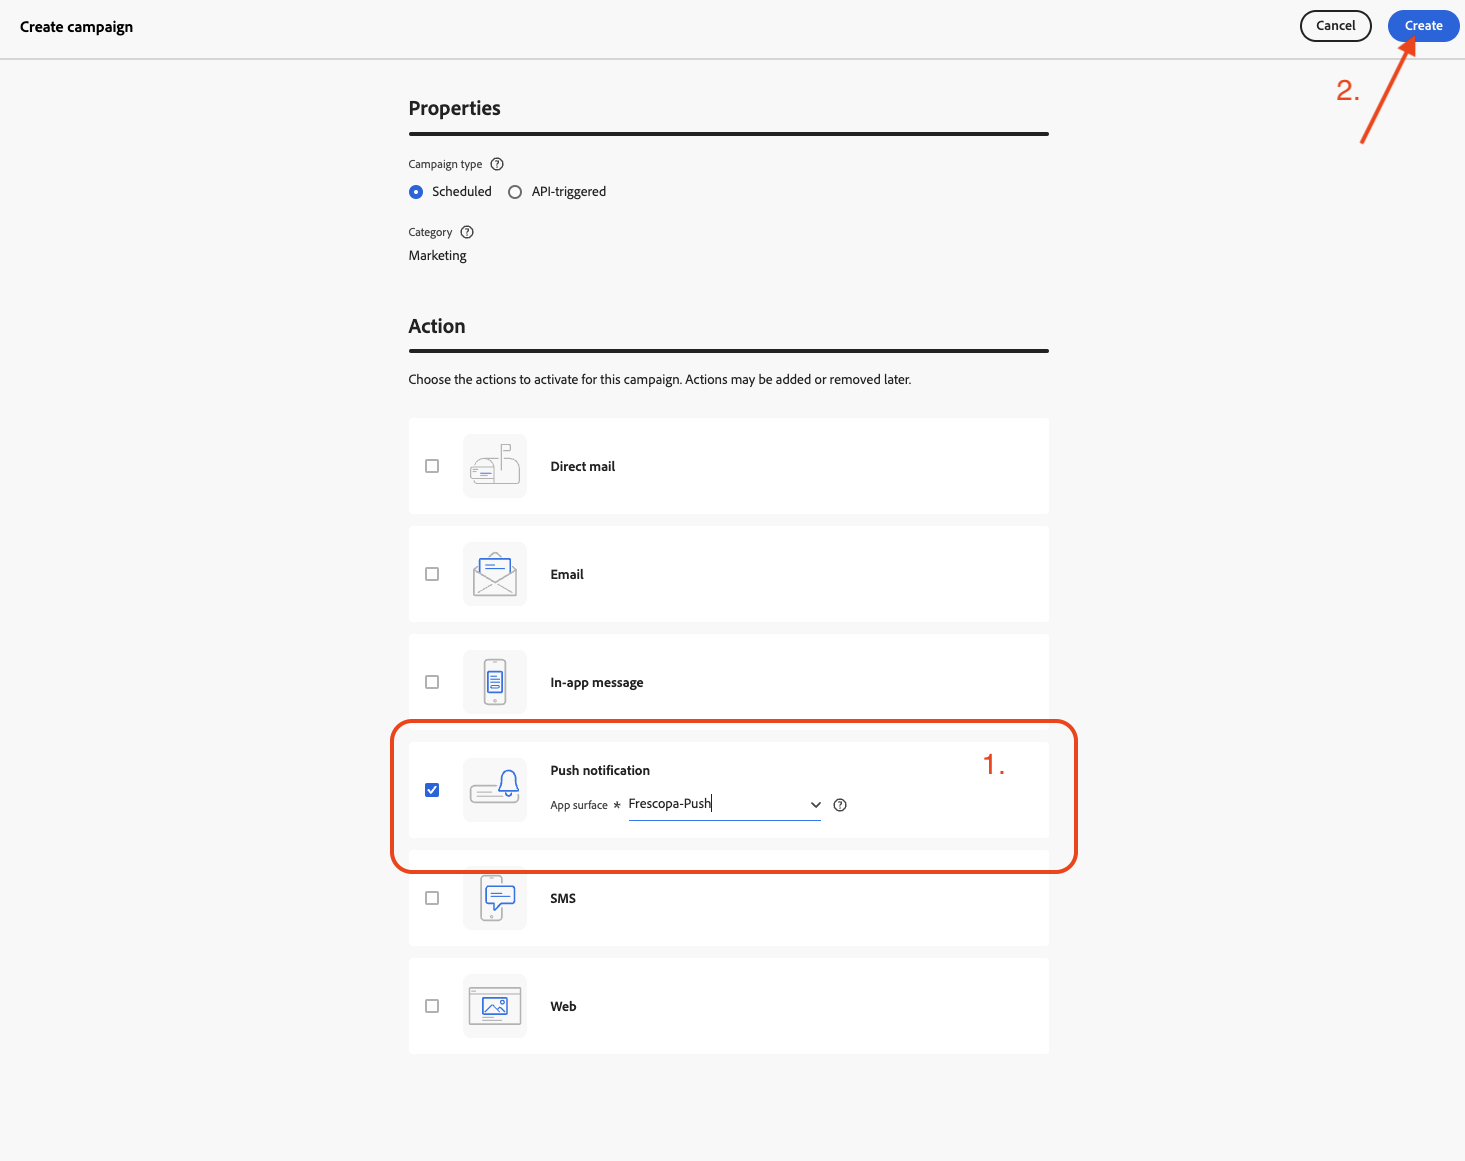 Create campaign
Cancel
Create
2.
Properties
Campaign type
Scheduled
API-triggered
Category
Marketing
Action
Choose the actions to activate for this campaign. Actions may be added or removed later.
Direct mail
Email
In-app message
1.
Push notification
App surface * Frescopa-Push
SMS
Web